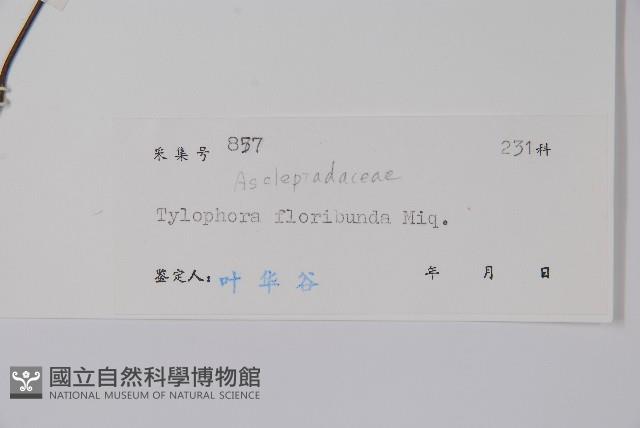 采集号 857 231科
Asclepiadaceae
Tylophora floribunda Miq.
鉴定人: 叶华谷 年 月 日
國立自然科學博物館
NATIONAL MUSEUM OF NATURAL SCIENCE